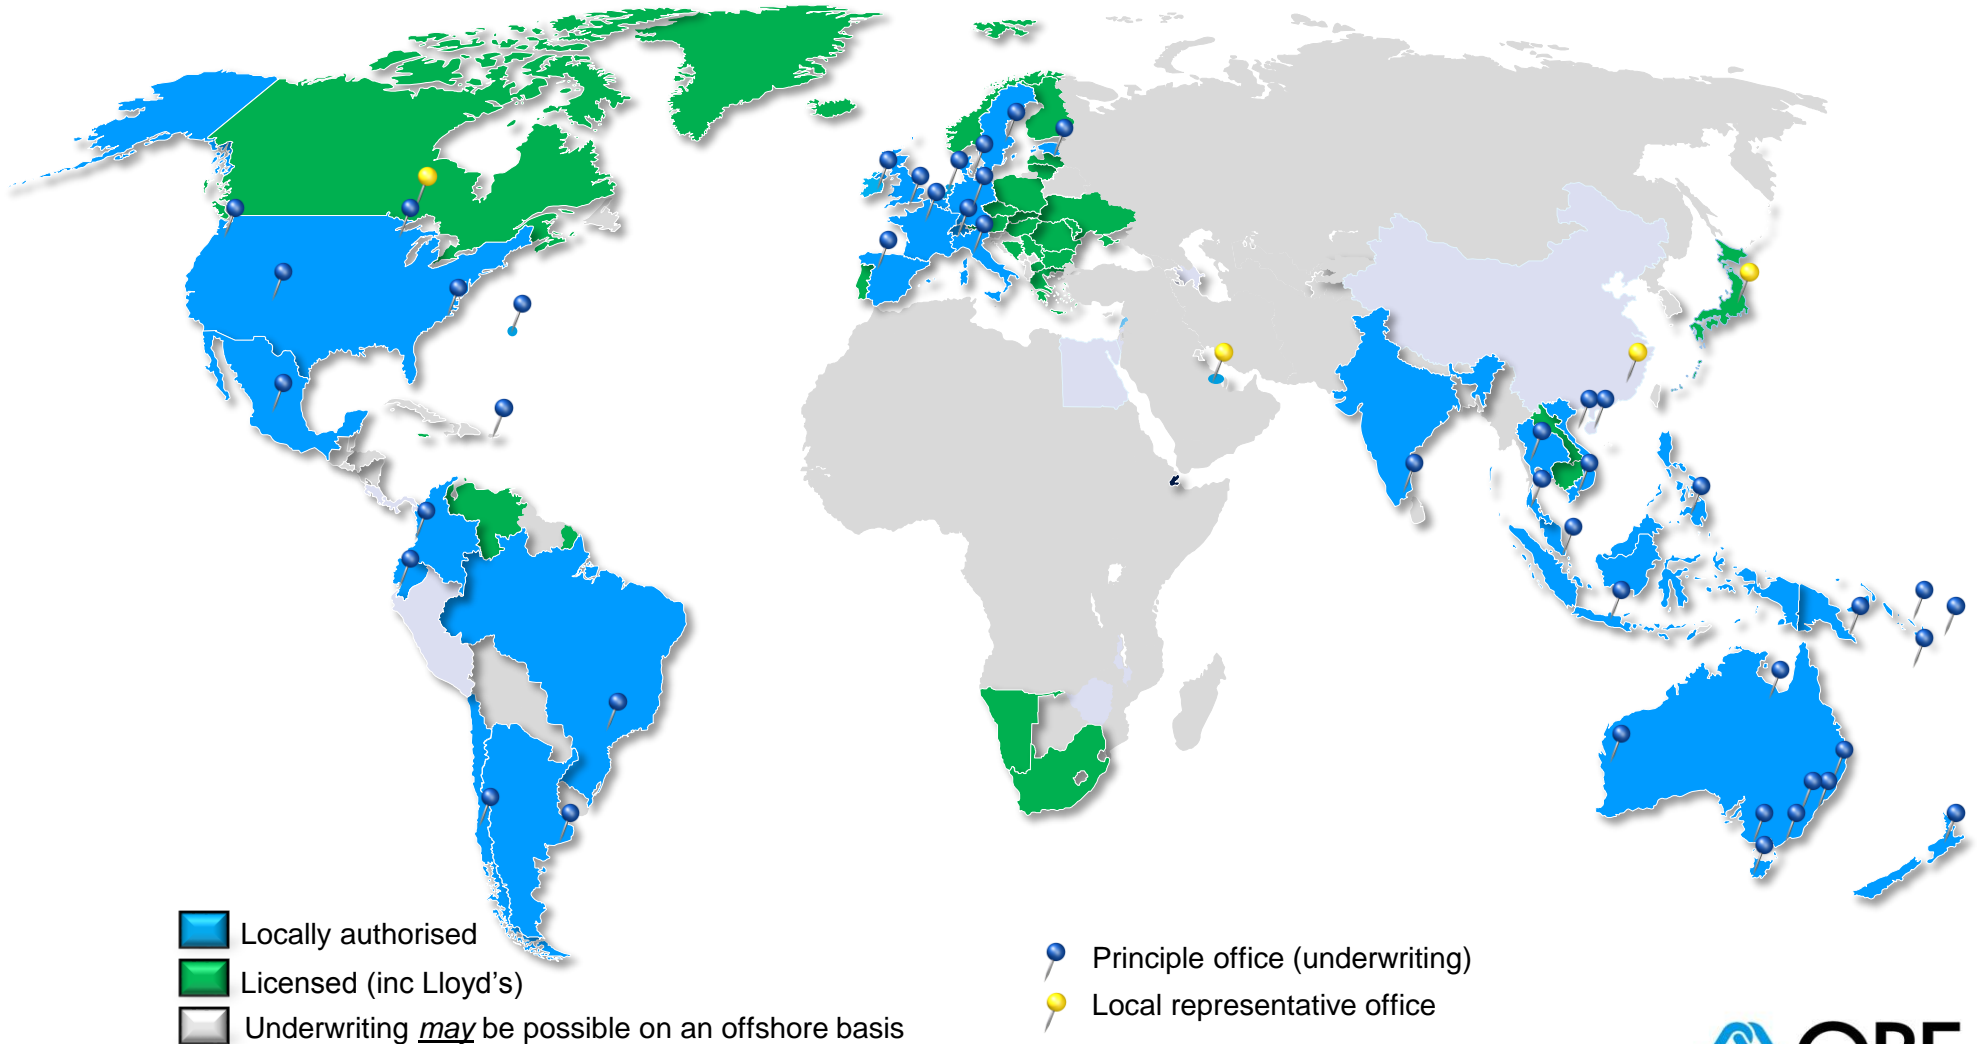 Locally authorised
Licensed (inc Lloyd's)
Underwriting may be possible on an offshore basis
Principle office (underwriting)
Local representative office
QBE